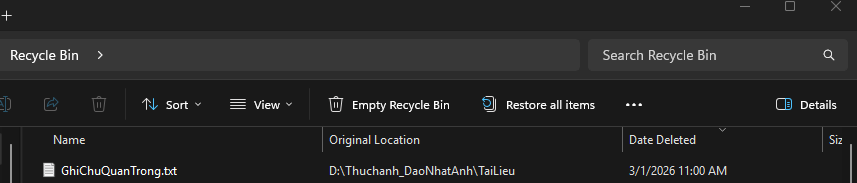 Recycle Bin
Search Recycle Bin
Sort View Empty Recycle Bin Restore all items Details
Name Original Location Date Deleted Siz
GhiChuQuanTrong.txt D:\Thuchanh_DaoNhatAnh\TaiLieu 3/1/2026 11:00 AM